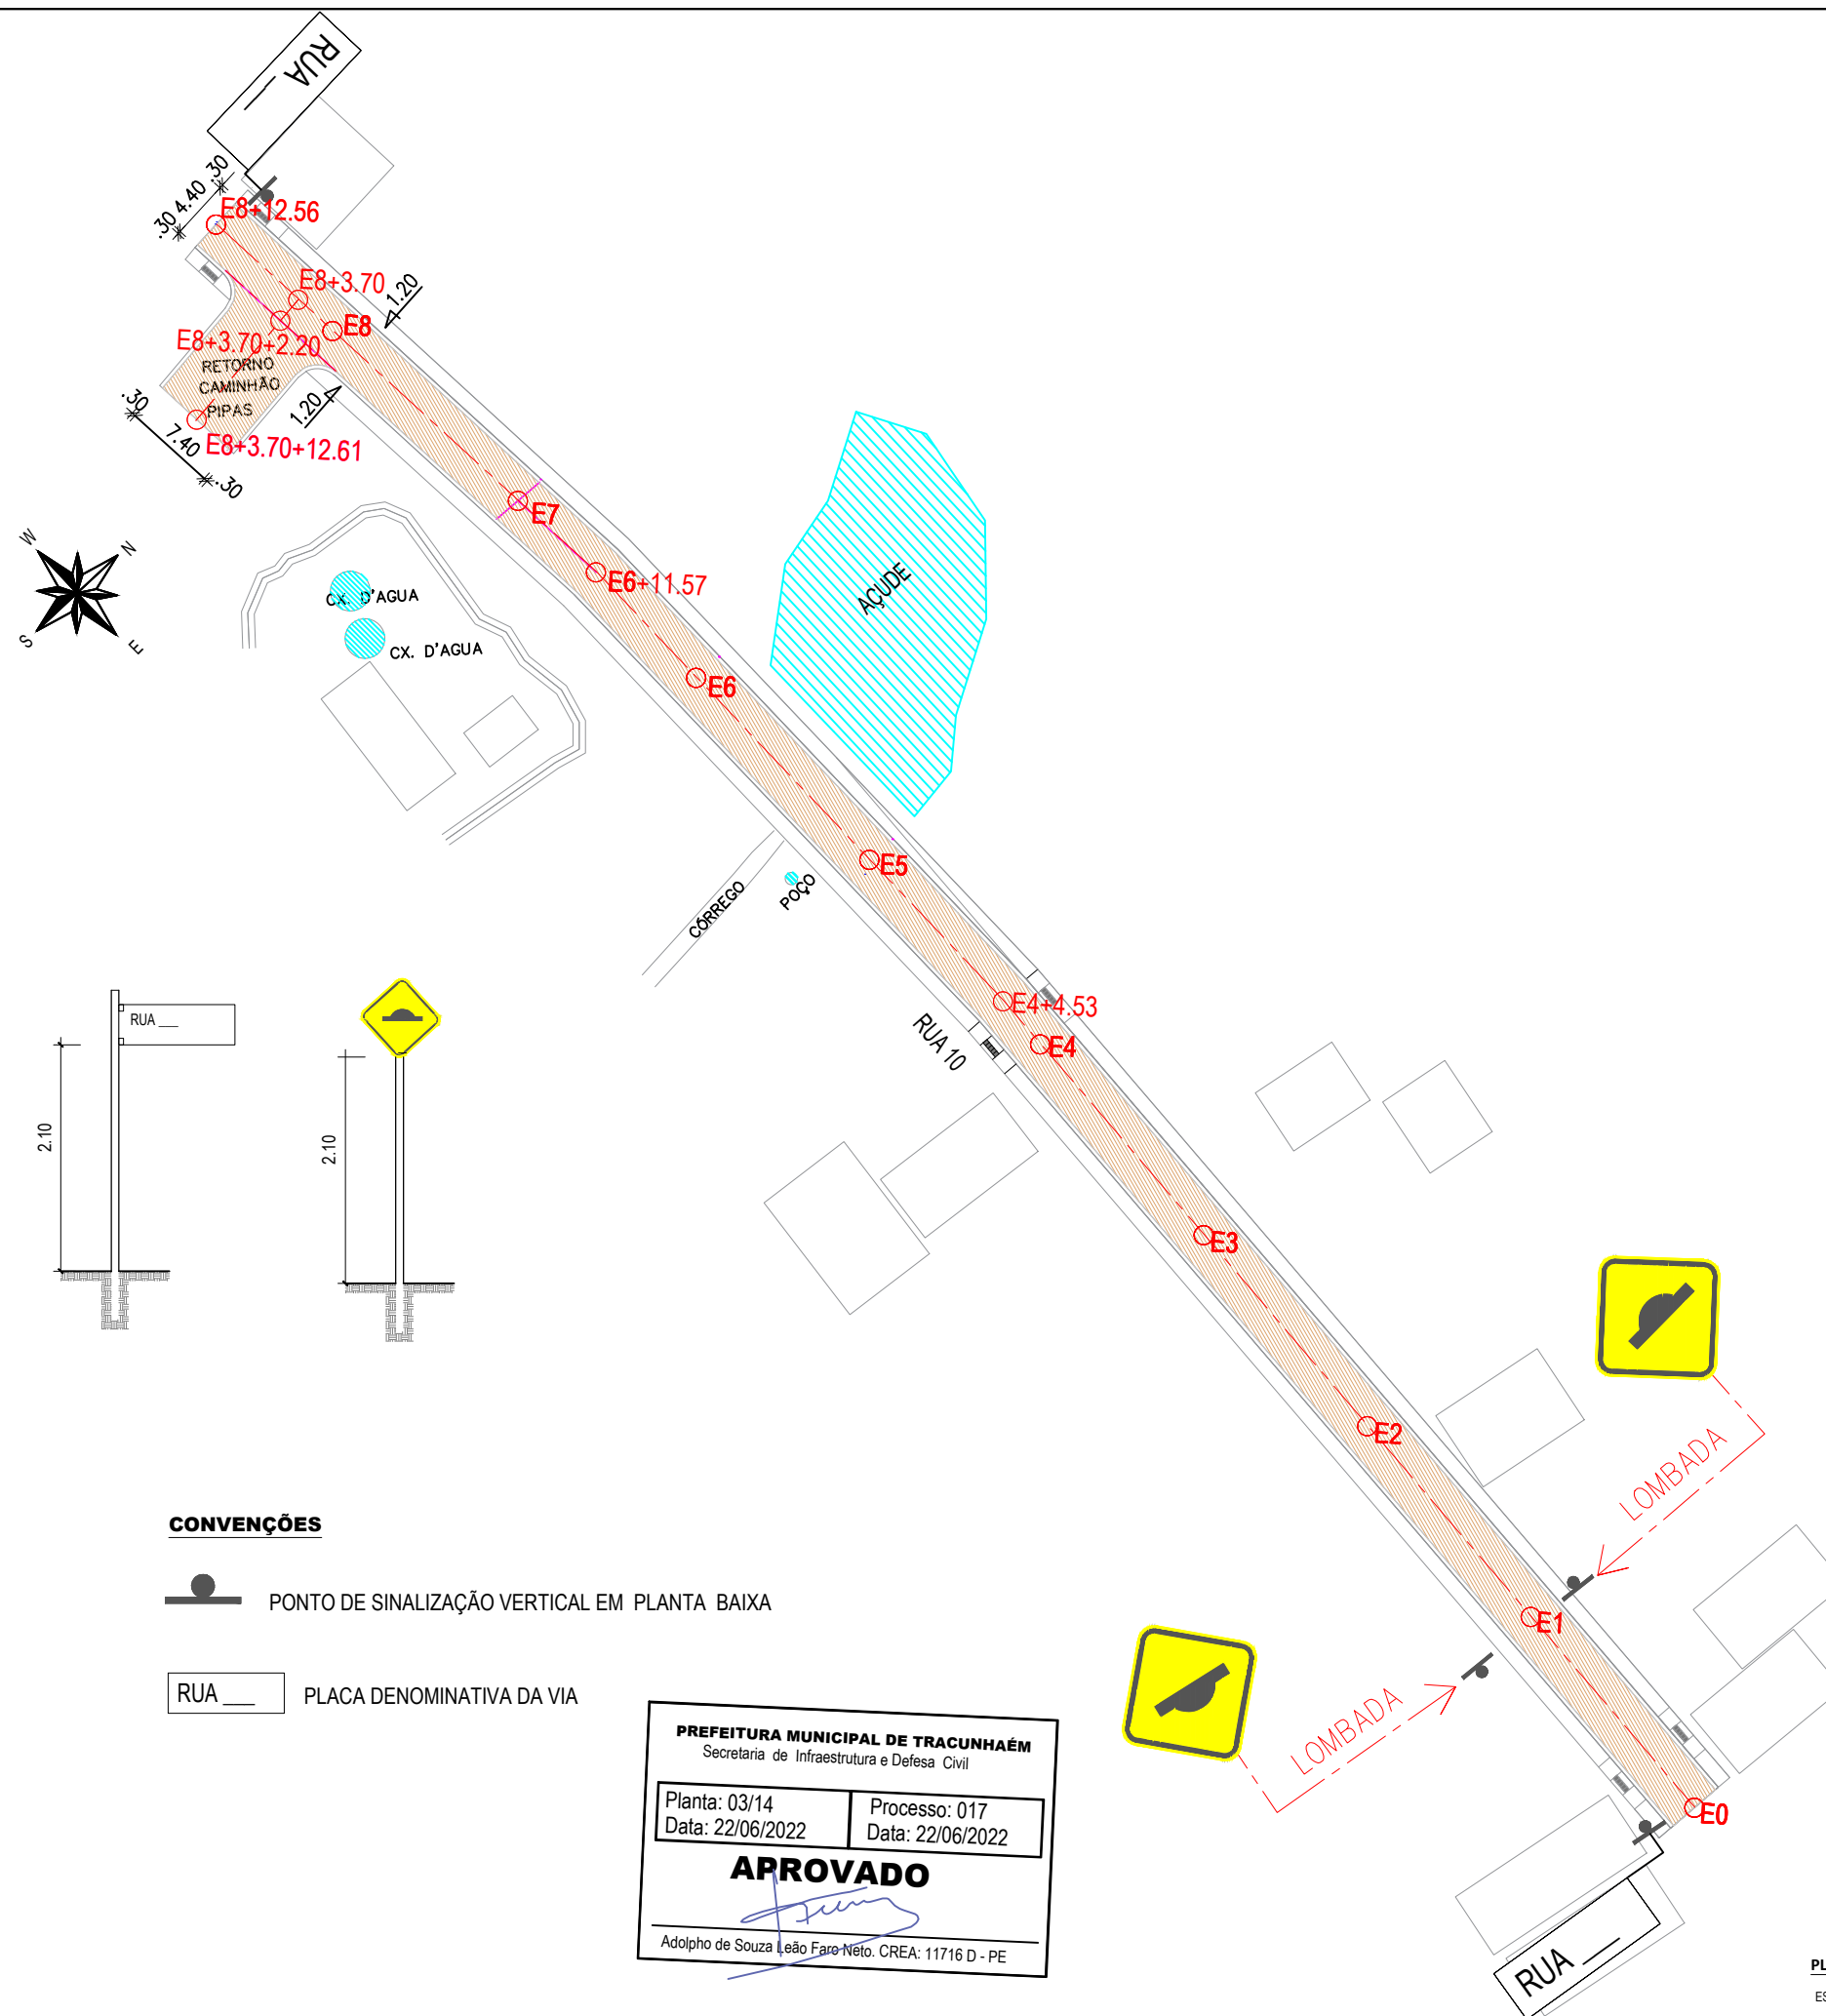 RUA ___
.30
4.40
.30
E8+12.56
E8+3.70
1.20
E8
E8+3.70+2.20
RETORNO
CAMINHÃO
PIPAS
1.20
.30
7.40
.30
E8+3.70+12.61
E7
W
N
S
E
E6+11.57
CX. D'AGUA
CX. D'AGUA
AÇUDE
E6
E5
CÓRREGO
POÇO
E4+4.53
E4
RUA 10
RUA ___
2.10
2.10
E3
E2
LOMBADA
E1
LOMBADA
E0
RUA ___
CONVENÇÕES
PONTO DE SINALIZAÇÃO VERTICAL EM PLANTA BAIXA
RUA ___
PLACA DENOMINATIVA DA VIA
PREFEITURA MUNICIPAL DE TRACUNHAÉM
Secretaria de Infraestrutura e Defesa Civil
Planta: 03/14
Data: 22/06/2022
Processo: 017
Data: 22/06/2022
APROVADO
Adolpho de Souza Leão Faro Neto. CREA: 11716 D - PE